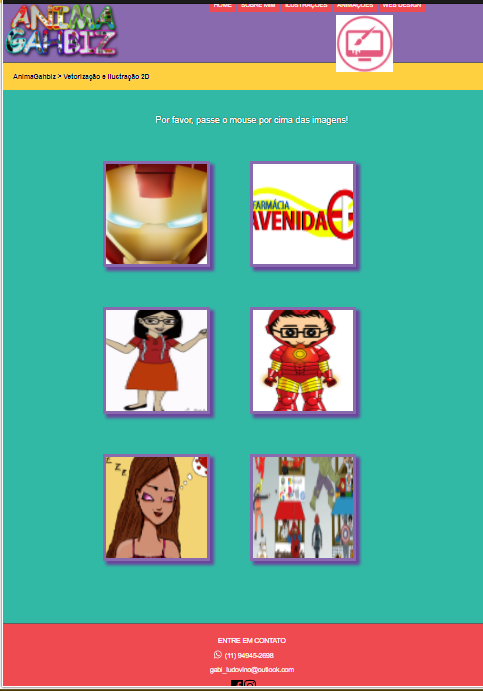 ANIMA
GAHBIZ
HOME SOBRE MIM ILUSTRAÇÕES ANIMAÇÕES WEB DESIGN
AnimaGahbiz > Vetorização e Ilustração 2D
Por favor, passe o mouse por cima das imagens!
FARMÁCIA
AVENIDA
Z Z Z
ENTRE EM CONTATO
(11) 94945-2698
gabi_ludovino@outlook.com